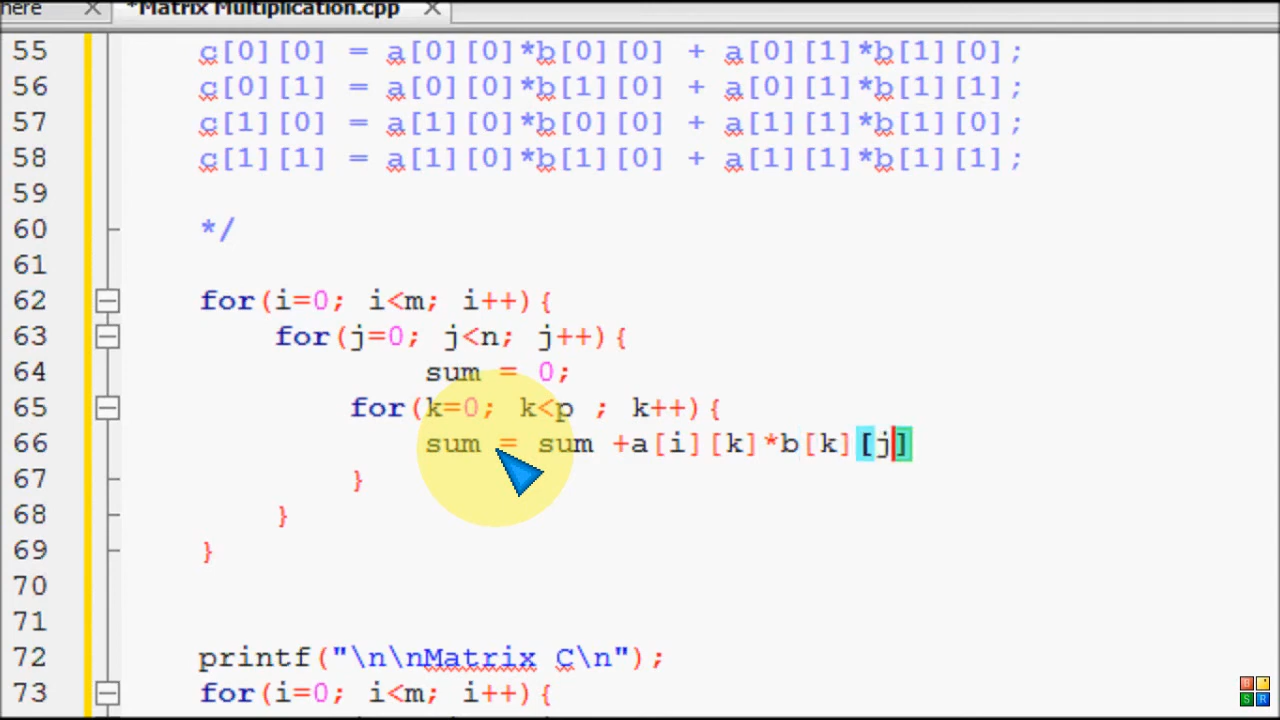 here
*Matrix Multiplication.cpp
55 c[0][0] = a[0][0]*b[0][0] + a[0][1]*b[1][0];
56 c[0][1] = a[0][0]*b[1][0] + a[0][1]*b[1][1];
57 c[1][0] = a[1][0]*b[0][0] + a[1][1]*b[1][0];
58 c[1][1] = a[1][0]*b[1][0] + a[1][1]*b[1][1];
59
60 */
61
62 for(i=0; i<m; i++){
63 for(j=0; j<n; j++){
64 sum = 0;
65 for(k=0; k<p ; k++){
66 sum = sum +a[i][k]*b[k][j]
67 }
68 }
69 }
70
71
72 printf("\n\nMatrix C\n");
73 for(i=0; i<m; i++){
B
S R